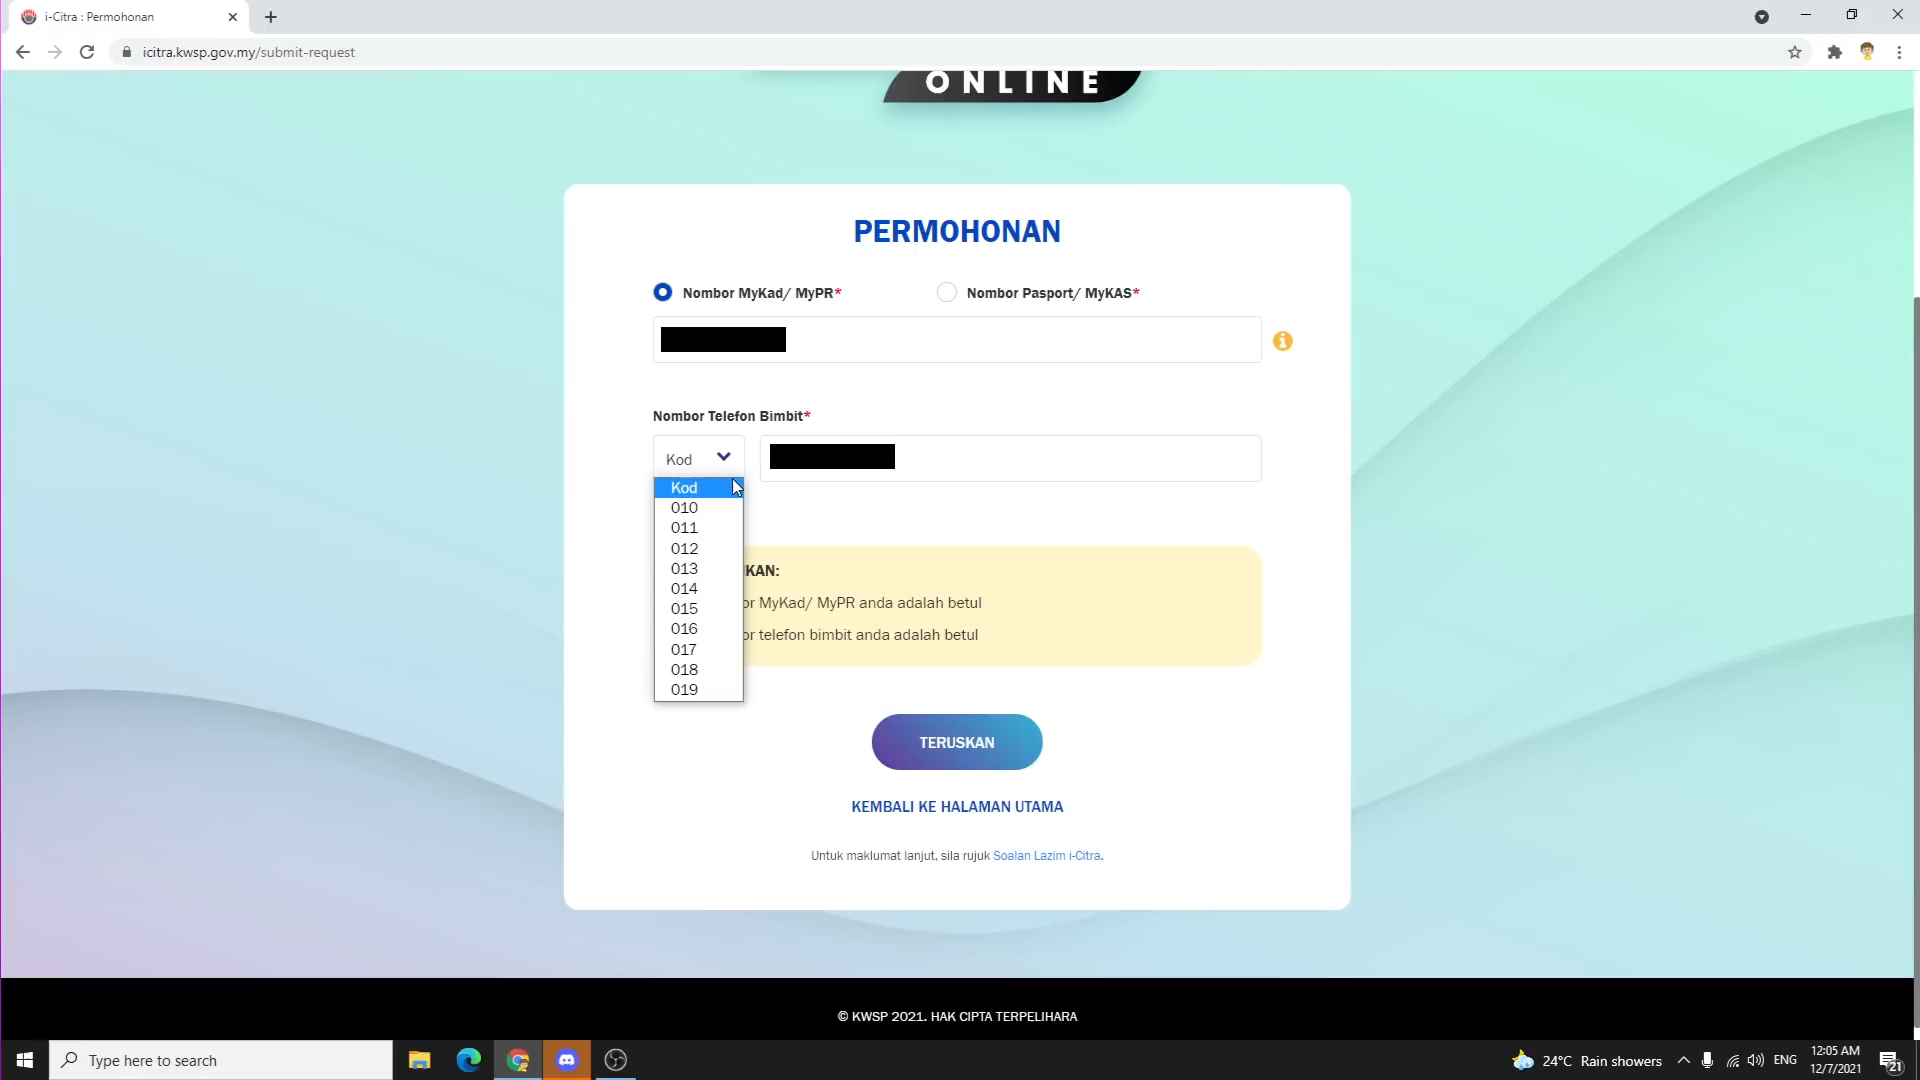 i-Citra : Permohonan
icitra.kwsp.gov.my/submit-request
ONLINE
PERMOHONAN
Nombor MyKad/ MyPR* Nombor Pasport/ MyKAS*
Nombor Telefon Bimbit*
Kod
Kod
010
011
012
013
014
015
016
017
018
019
KAN:
MyKad/ MyPR anda adalah betul
telefon bimbit anda adalah betul
TERUSKAN
KEMBALI KE HALAMAN UTAMA
Untuk maklumat lanjut, sila rujuk Soalan Lazim i-Citra.
© KWSP 2021. HAK CIPTA TERPELIHARA
Type here to search
24°C Rain showers
ENG
12:05 AM
12/7/2021
21